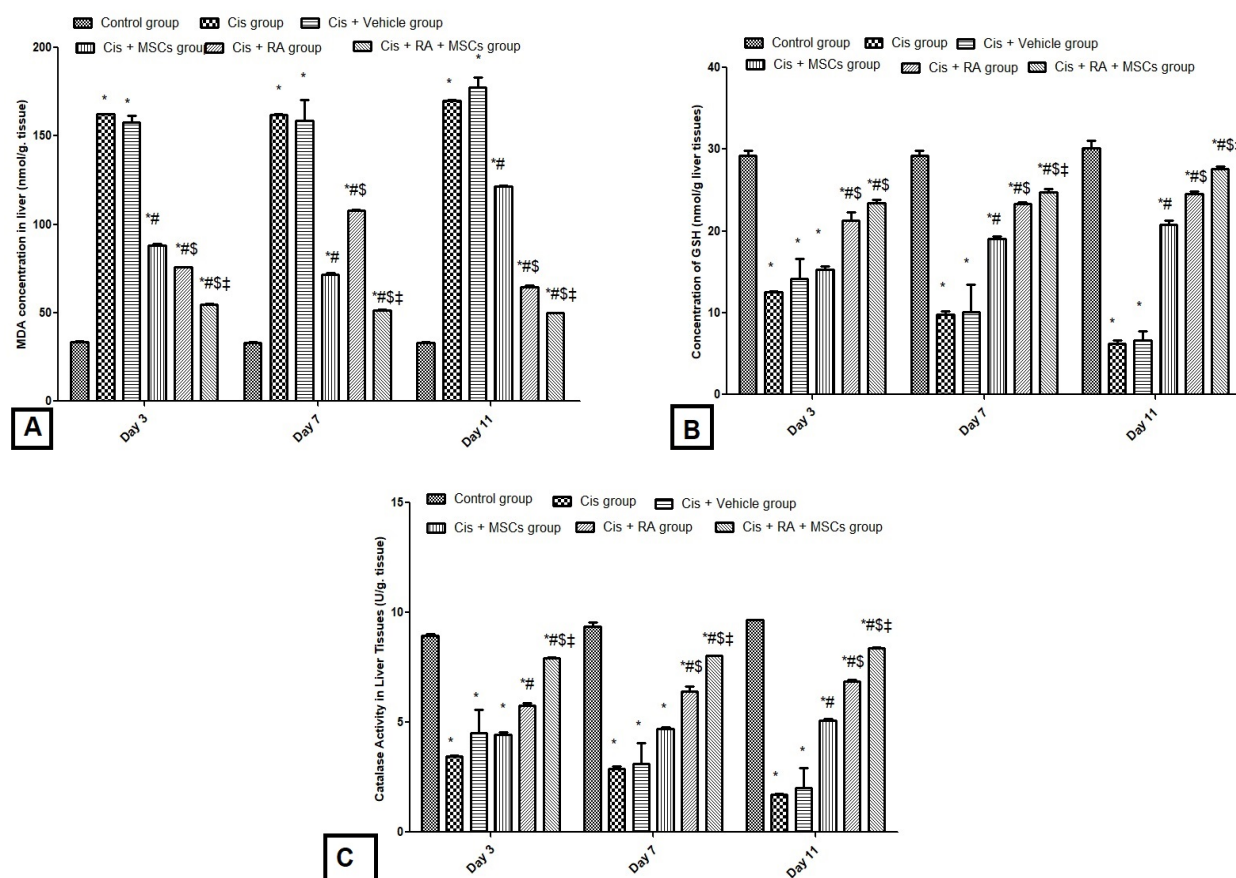 Control group Cis group Cis + Vehicle group
Cis + MSCs group Cis + RA group Cis + RA + MSCs group
MDA concentration in liver (nmol/g. tissue)
200
150
100
50
0
* * *# *#$ *#$‡
* * *# *#$ *#$‡
* * *# *#$ *#$‡
Day 3 Day 7 Day 11
A
Control group Cis group Cis + Vehicle group
Cis + MSCs group Cis + RA group Cis + RA + MSCs group
Concentration of GSH (nmol/g liver tissues)
40
30
20
10
0
* * * *#$ *#$
* * *# *#$ *#$‡
* * *# *#$ *#$‡
Day 3 Day 7 Day 11
B
Control group Cis group Cis + Vehicle group
Cis + MSCs group Cis + RA group Cis + RA + MSCs group
Catalase Activity in Liver Tissues (U/g. tissue)
15
10
5
0
* * * *# *#$‡
* * * *#$ *#$‡
* * *# *#$ *#$‡
Day 3 Day 7 Day 11
C